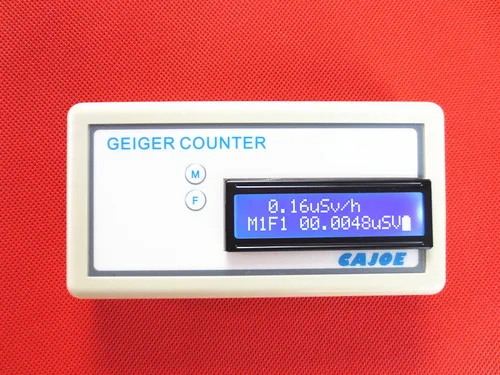 GEIGER COUNTER
M
F
0.16uSv/h
M1F1 00.0048uSV
CAJOE